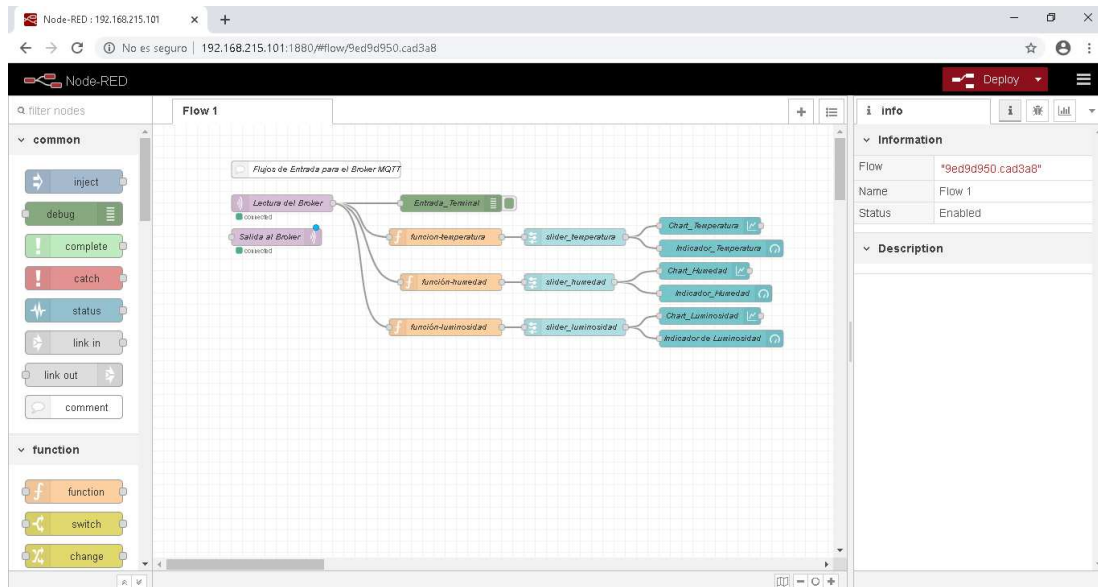 Node-RED : 192.168.215.101
No es seguro
192.168.215.101:1880/#flow/9ed9d950.cad3a8
Node-RED
Deploy
filter nodes
common
inject
debug
complete
catch
status
link in
link out
comment
function
function
switch
change
Flow 1
Flujos de Entrada para el Broker MQTT
Lectura del Broker
connected
Salida al Broker
connected
Entrada_Terminal
funcion-temperatura
slider_temperatura
Chart_Temperatura
Indicador_Temperatura
función-humedad
slider_humedad
Chart_Humedad
Indicador_Humedad
función-luminosidad
slider_luminosidad
Chart_Luminosidad
Indicador de Luminosidad
info
Information
Flow "9ed9d950.cad3a8"
Name Flow 1
Status Enabled
Description